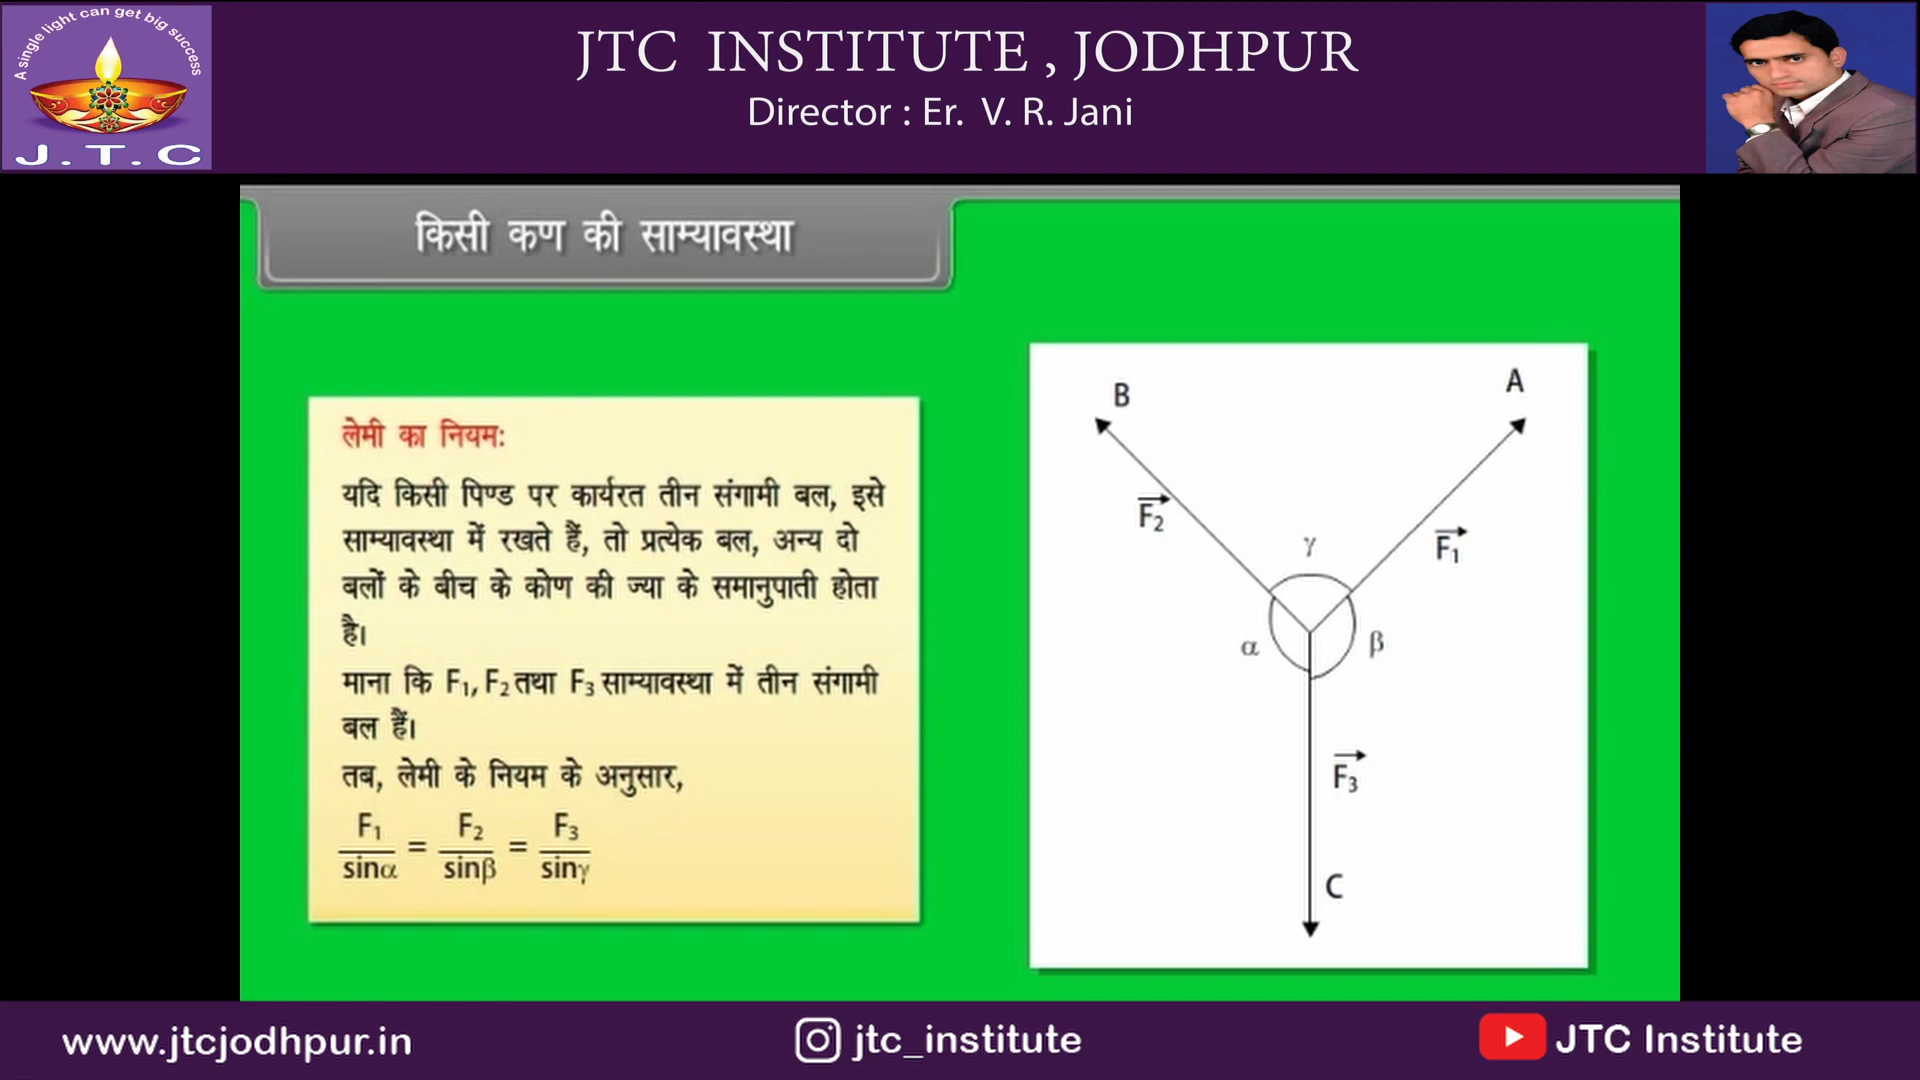 A single light can get big success
J.T.C
JTC INSTITUTE , JODHPUR
Director : Er. V. R. Jani
किसी कण की साम्यावस्था
लेमी का नियम:
यदि किसी पिण्ड पर कार्यरत तीन संगामी बल, इसे
साम्यावस्था में रखते हैं, तो प्रत्येक बल, अन्य दो
बलों के बीच के कोण की ज्या के समानुपाती होता
है।
माना कि F₁, F₂ तथा F₃ साम्यावस्था में तीन संगामी
बल हैं।
तब, लेमी के नियम के अनुसार,
F₁/sinα = F₂/sinβ = F₃/sinγ
B
A
F₂
F₁
γ
α
β
F₃
C
www.jtcjodhpur.in
jtc_institute
JTC Institute